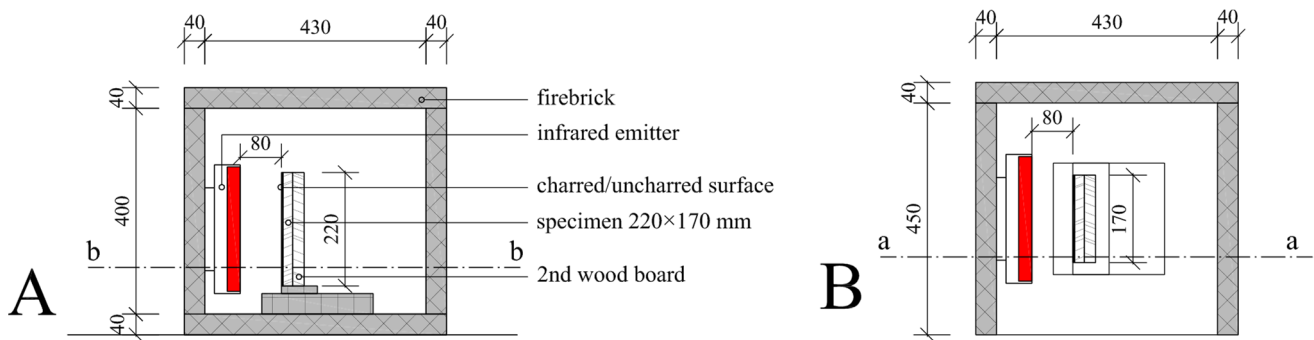 40 430 40
40
firebrick
infrared emitter
80
charred/uncharred surface
specimen 220×170 mm
400
220
b b
2nd wood board
A
40
40 430 40
40
80
450
170
a a
B